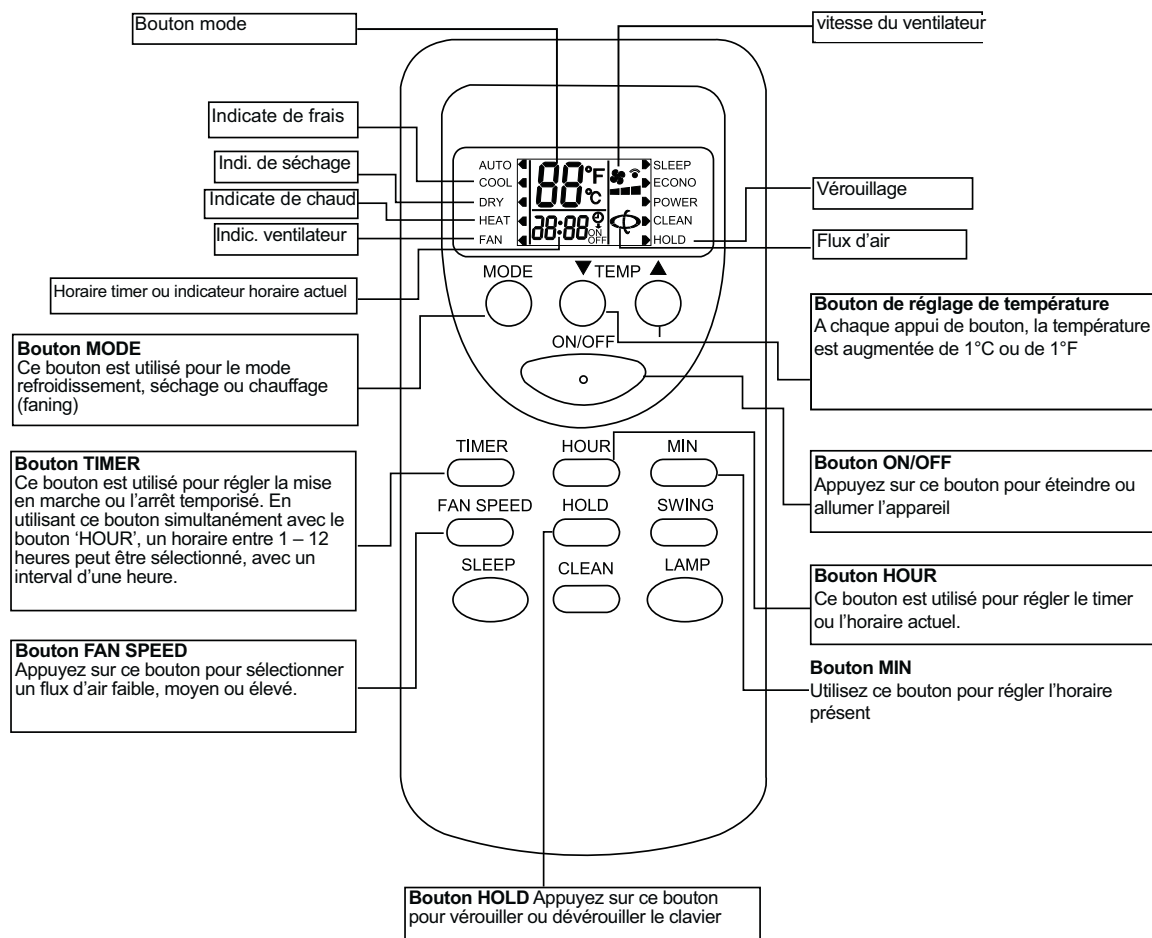 Bouton mode
vitesse du ventilateur
Indicate de frais
Indi. de séchage
Indicate de chaud
Indic. ventilateur
Horaire timer ou indicateur horaire actuel
AUTO
COOL
DRY
HEAT
FAN
88°F
°C
28:88 ON
OFF
SLEEP
ECONO
POWER
CLEAN
HOLD
Vérouillage
Flux d'air
MODE
▼ TEMP ▲
ON/OFF
Bouton MODE
Ce bouton est utilisé pour le mode
refroidissement, séchage ou chauffage
(faning)
Bouton de réglage de température
A chaque appui de bouton, la température
est augmentée de 1°C ou de 1°F
TIMER HOUR MIN
FAN SPEED HOLD SWING
SLEEP CLEAN LAMP
Bouton TIMER
Ce bouton est utilisé pour régler la mise
en marche ou l'arrêt temporisé. En
utilisant ce bouton simultanément avec le
bouton 'HOUR', un horaire entre 1 – 12
heures peut être sélectionné, avec un
interval d'une heure.
Bouton ON/OFF
Appuyez sur ce bouton pour éteindre ou
allumer l'appareil
Bouton HOUR
Ce bouton est utilisé pour régler le timer
ou l'horaire actuel.
Bouton FAN SPEED
Appuyez sur ce bouton pour sélectionner
un flux d'air faible, moyen ou élevé.
Bouton MIN
Utilisez ce bouton pour régler l'horaire
présent
Bouton HOLD Appuyez sur ce bouton
pour vérouiller ou dévérouiller le clavier